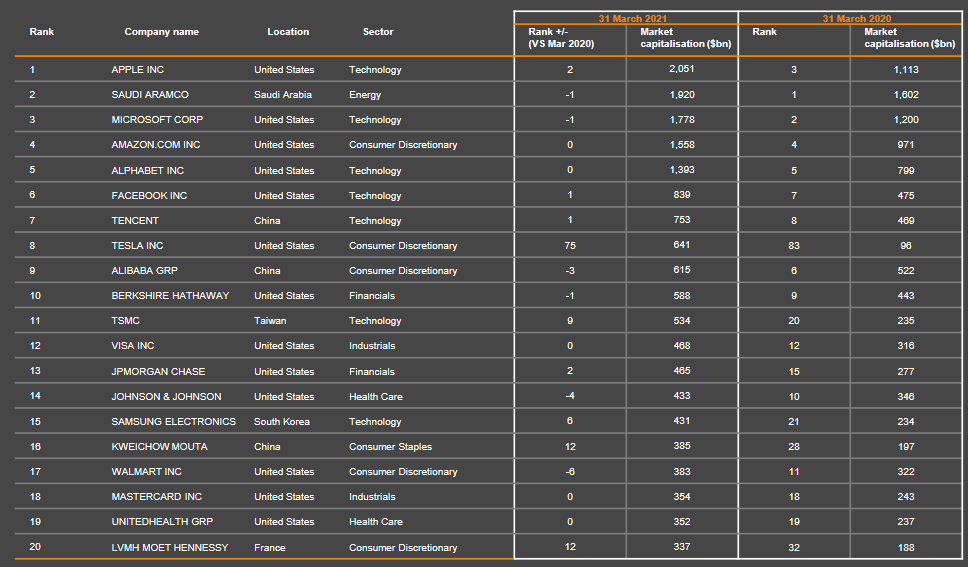 31 March 2021 31 March 2020
Rank Company name Location Sector Rank +/- (VS Mar 2020) Market capitalisation ($bn) Rank Market capitalisation ($bn)
1 APPLE INC United States Technology 2 2,051 3 1,113
2 SAUDI ARAMCO Saudi Arabia Energy -1 1,920 1 1,602
3 MICROSOFT CORP United States Technology -1 1,778 2 1,200
4 AMAZON.COM INC United States Consumer Discretionary 0 1,558 4 971
5 ALPHABET INC United States Technology 0 1,393 5 799
6 FACEBOOK INC United States Technology 1 839 7 475
7 TENCENT China Technology 1 753 8 469
8 TESLA INC United States Consumer Discretionary 75 641 83 96
9 ALIBABA GRP China Consumer Discretionary -3 615 6 522
10 BERKSHIRE HATHAWAY United States Financials -1 588 9 443
11 TSMC Taiwan Technology 9 534 20 235
12 VISA INC United States Industrials 0 468 12 316
13 JPMORGAN CHASE United States Financials 2 465 15 277
14 JOHNSON & JOHNSON United States Health Care -4 433 10 346
15 SAMSUNG ELECTRONICS South Korea Technology 6 431 21 234
16 KWEICHOW MOUTA China Consumer Staples 12 385 28 197
17 WALMART INC United States Consumer Discretionary -6 383 11 322
18 MASTERCARD INC United States Industrials 0 354 18 243
19 UNITEDHEALTH GRP United States Health Care 0 352 19 237
20 LVMH MOET HENNESSY France Consumer Discretionary 12 337 32 188